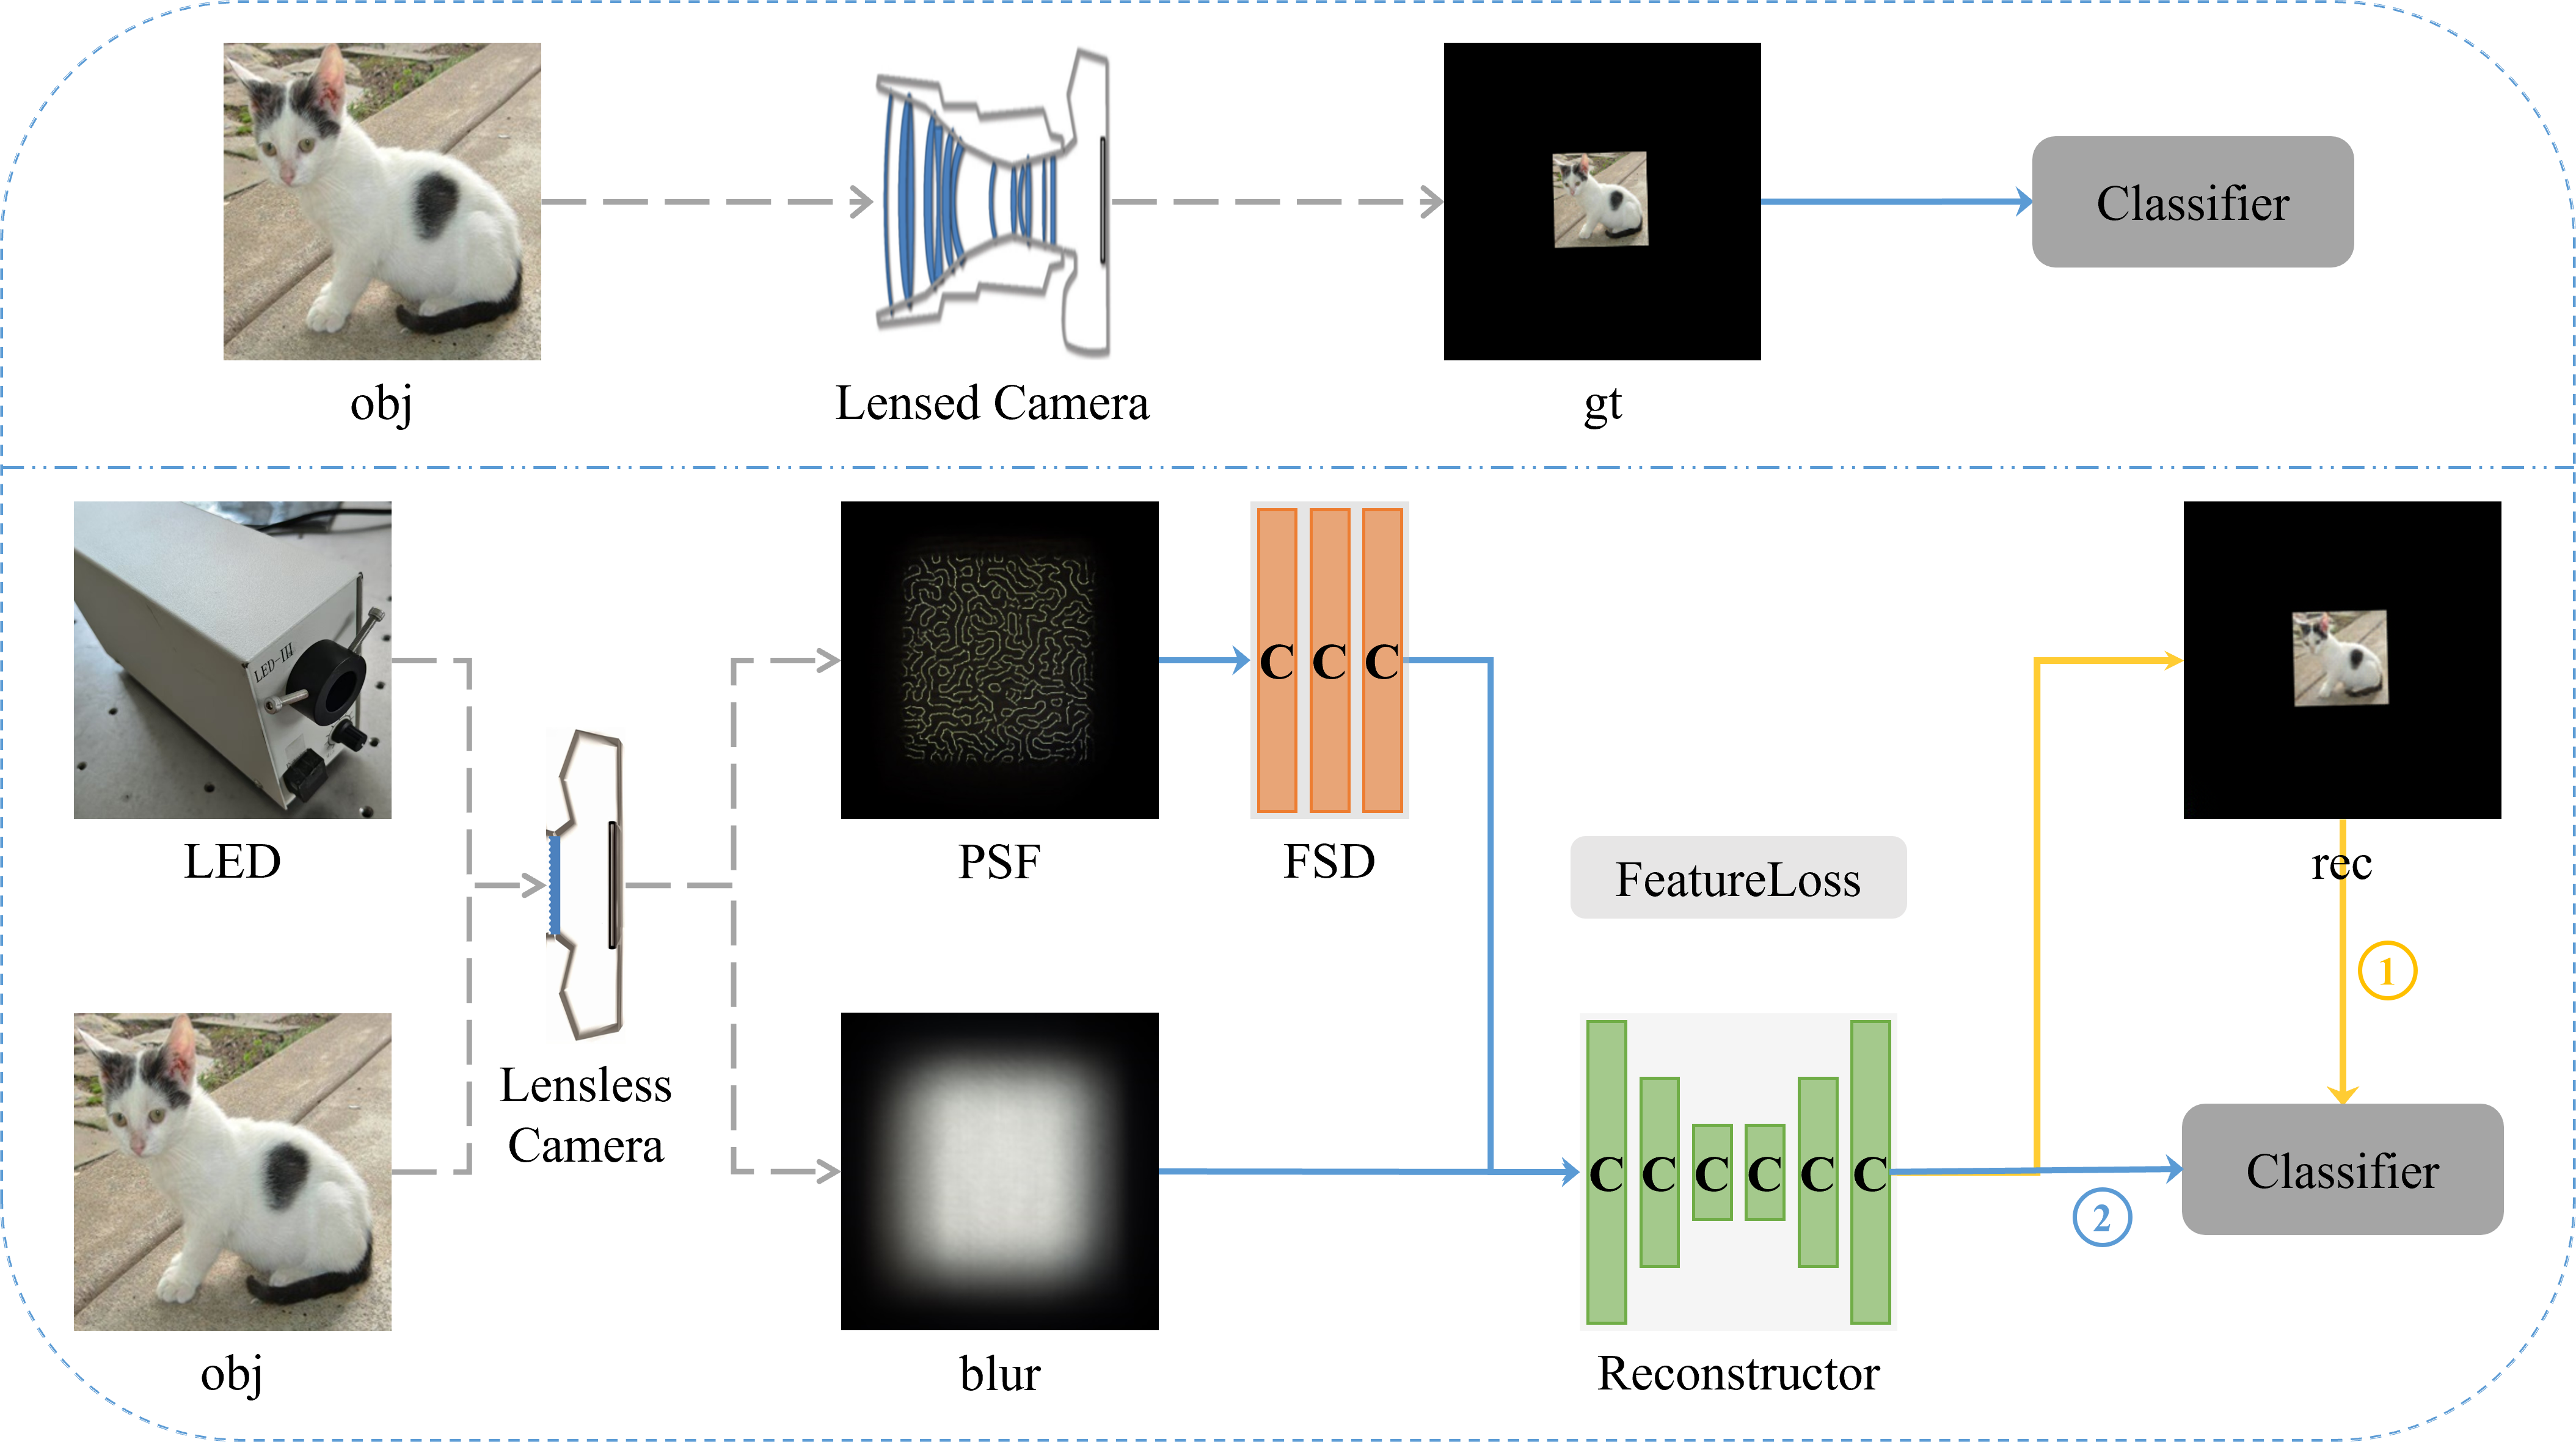 obj
Lensed Camera
gt
Classifier
LED-III
LED
PSF
C C C
FSD
FeatureLoss
rec
1
obj
Lensless
Camera
blur
C C C C C C
Reconstructor
2
Classifier